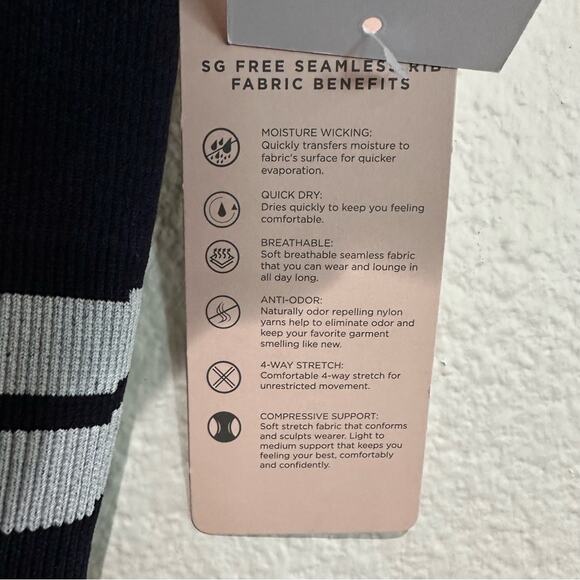 SG FREE SEAMLESS RIB
FABRIC BENEFITS
MOISTURE WICKING:
Quickly transfers moisture to
fabric's surface for quicker
evaporation.
QUICK DRY:
Dries quickly to keep you feeling
comfortable.
BREATHABLE:
Soft breathable seamless fabric
that you can wear and lounge in
all day long.
ANTI-ODOR:
Naturally odor repelling nylon
yarns help to eliminate odor and
keep your favorite garment
smelling like new.
4-WAY STRETCH:
Comfortable 4-way stretch for
unrestricted movement.
COMPRESSIVE SUPPORT:
Soft stretch fabric that conforms
and sculpts wearer. Light to
medium support that keeps you
feeling your best, comfortably
and confidently.